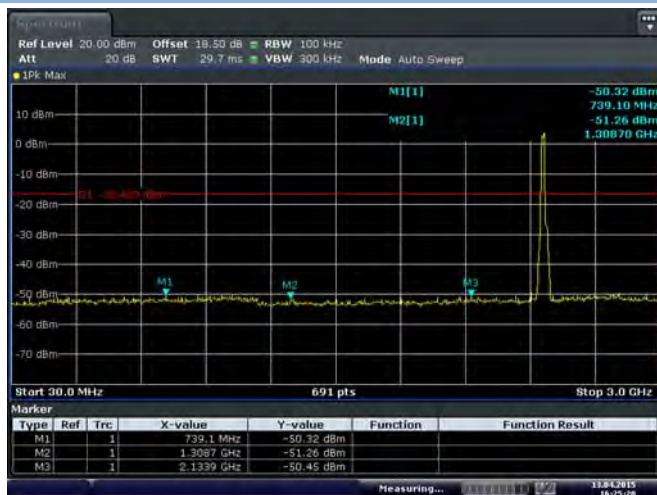 Spectrum
Ref Level 20.00 dBm Offset 18.50 dB RBW 100 kHz
Att 20 dB SWT 29.7 ms VBW 300 kHz Mode Auto Sweep
1Pk Max
M1[1] -50.32 dBm
739.10 MHz
M2[1] -51.26 dBm
1.30870 GHz
10 dBm
0 dBm
-10 dBm
D1
-20 dBm
-30 dBm
-40 dBm
M1 M2 M3
-50 dBm
-60 dBm
-70 dBm
Start 30.0 MHz 691 pts Stop 3.0 GHz
Marker
Type Ref Trc X-value Y-value Function Function Result
M1 1 739.1 MHz -50.32 dBm
M2 1 1.3087 GHz -51.26 dBm
M3 1 2.1339 GHz -50.45 dBm
Measuring... 13.04.2015
16:25:20